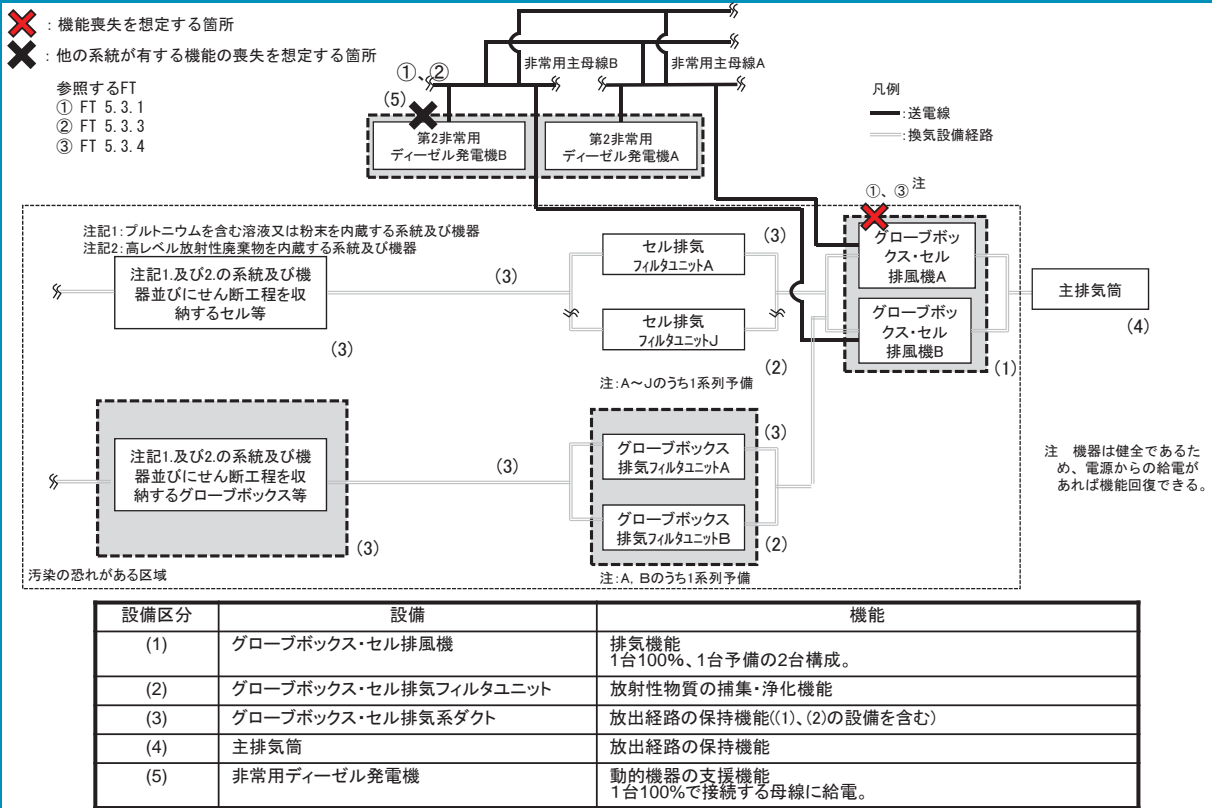 ：機能喪失を想定する箇所
：他の系統が有する機能の喪失を想定する箇所
参照するFT
① FT 5.3.1
② FT 5.3.3
③ FT 5.3.4
①、②
(5)
非常用主母線B
非常用主母線A
第2非常用
ディーゼル発電機B
第2非常用
ディーゼル発電機A
凡例
：送電線
：換気設備経路
①、③注
注記1：プルトニウムを含む溶液又は粉末を内蔵する系統及び機器
注記2：高レベル放射性廃棄物を内蔵する系統及び機器
注記1.及び2.の系統及び機
器並びにせん断工程を収
納するセル等
(3)
(3)
セル排気
フィルタユニットA
(3)
セル排気
フィルタユニットJ
(2)
注：A～Jのうち1系列予備
グローブボッ
クス・セル
排風機A
グローブボッ
クス・セル
排風機B
(1)
主排気筒
(4)
注記1.及び2.の系統及び機
器並びにせん断工程を収
納するグローブボックス等
(3)
(3)
グローブボックス
排気フィルタユニットA
(3)
グローブボックス
排気フィルタユニットB
(2)
注：A, Bのうち1系列予備
注　機器は健全であるた
め、電源からの給電が
あれば機能回復できる。
汚染の恐れがある区域
設備区分 設備 機能
(1) グローブボックス・セル排風機 排気機能
1台100%、1台予備の2台構成。
(2) グローブボックス・セル排気フィルタユニット 放射性物質の捕集・浄化機能
(3) グローブボックス・セル排気系ダクト 放出経路の保持機能((1)、(2)の設備を含む)
(4) 主排気筒 放出経路の保持機能
(5) 非常用ディーゼル発電機 動的機器の支援機能
1台100%で接続する母線に給電。